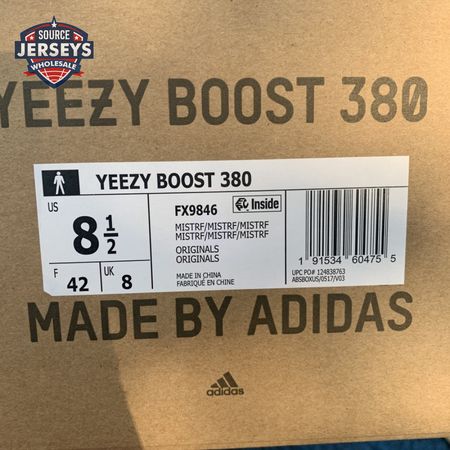 SOURCE
JERSEYS
WHOLESALE
YEEZY BOOST 380
YEEZY BOOST 380
US
8 1/2
F
42
UK
8
FX9846
Inside
MISTRF/MISTRF/MISTRF
MISTRF/MISTRF/MISTRF
ORIGINALS
ORIGINALS
MADE IN CHINA
FABRIQUÉ EN CHINE
1 91534 60475 5
UPC PO# 124838763
ABSBOXUS/0517/V03
MADE BY ADIDAS
adidas